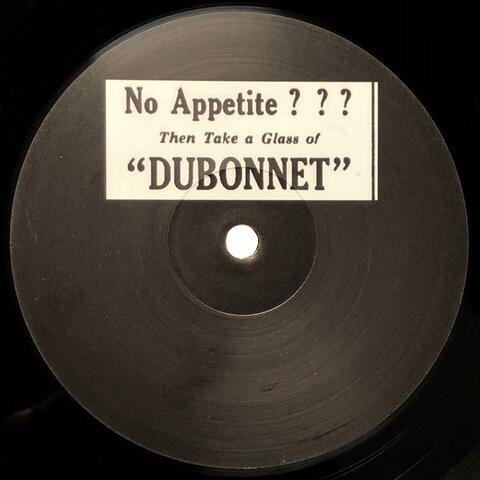 No Appetite ? ? ?
Then Take a Glass of
“DUBONNET”